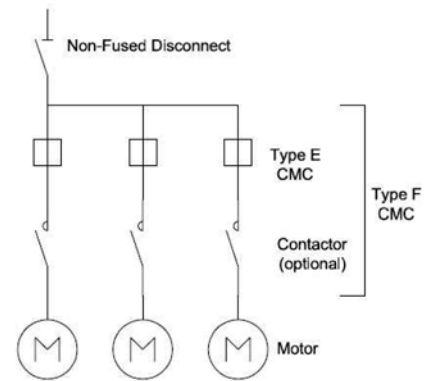 Non-Fused Disconnect
Type E
CMC
Type F
CMC
Contactor
(optional)
M
M
M
Motor